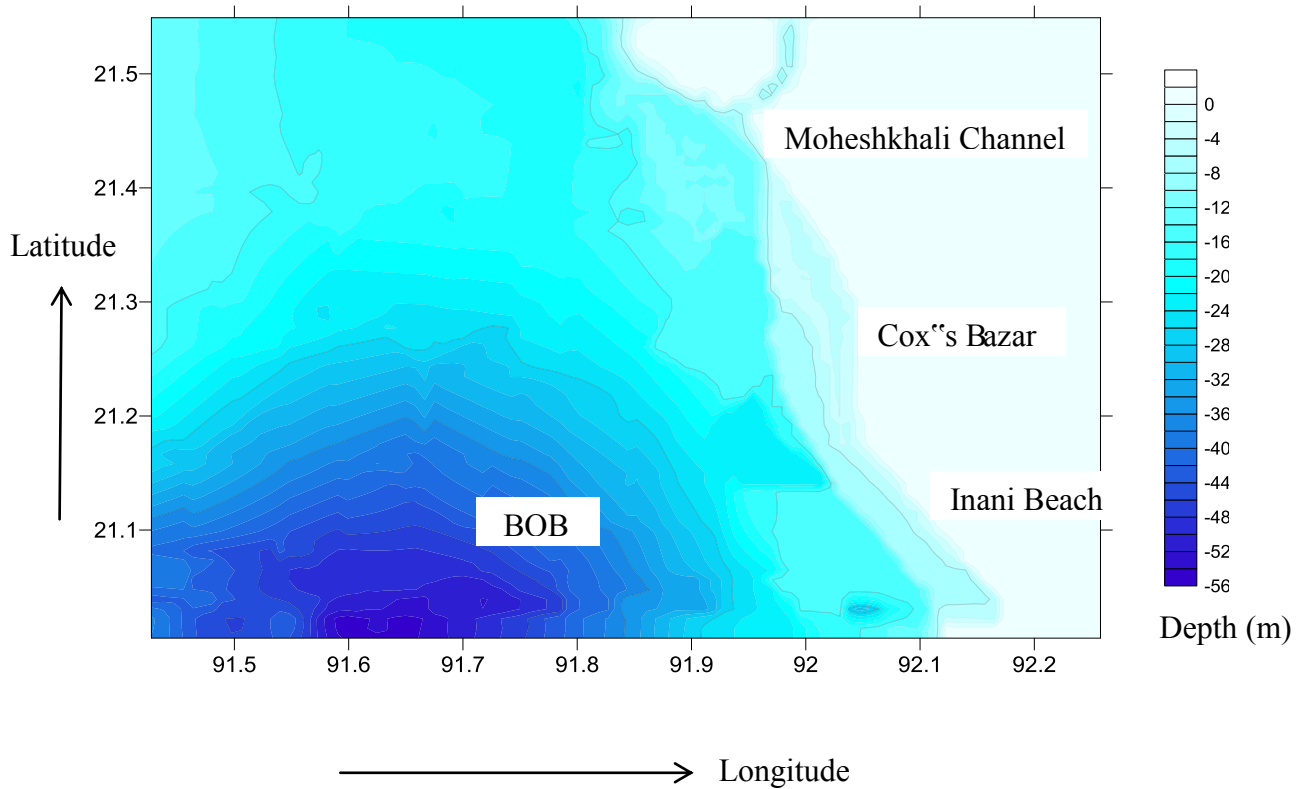 21.5
21.4
21.3
21.2
21.1
Latitude
Moheshkhali Channel
Cox‟s Bazar
Inani Beach
BOB
91.5 91.6 91.7 91.8 91.9 92 92.1 92.2
Longitude
0
-4
-8
-12
-16
-20
-24
-28
-32
-36
-40
-44
-48
-52
-56
Depth (m)